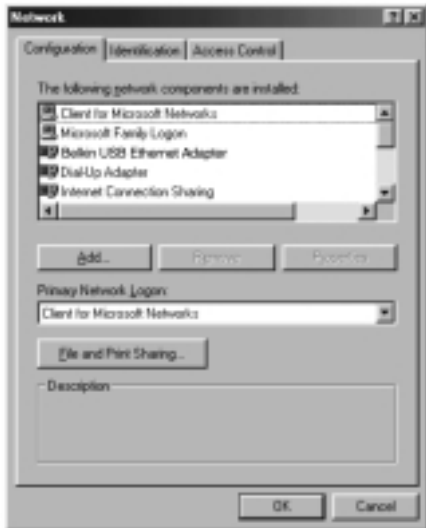 Network
Configuration Identification Access Control
The following network components are installed:
Client for Microsoft Networks
Microsoft Family Logon
Belkin USB Ethernet Adapter
Dial-Up Adapter
Internet Connection Sharing
Add... Remove Properties
Primary Network Logon:
Client for Microsoft Networks
File and Print Sharing...
Description
OK Cancel